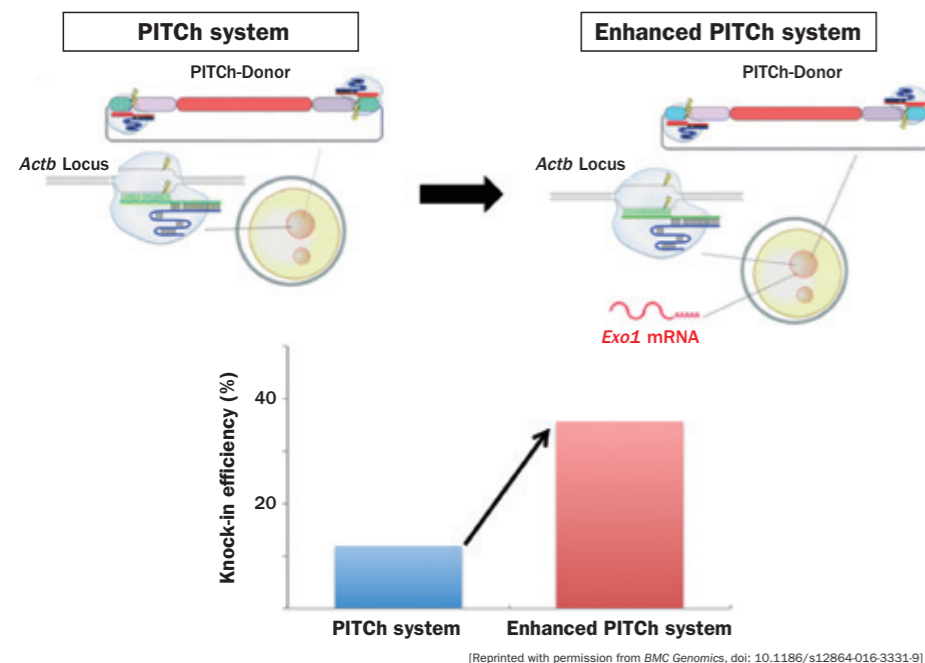 PITCh system
Enhanced PITCh system
PITCh-Donor
PITCh-Donor
Actb Locus
Actb Locus
Exo1 mRNA
Knock-in efficiency (%)
40
20
PITCh system
Enhanced PITCh system
[Reprinted with permission from BMC Genomics, doi: 10.1186/s12864-016-3331-9]